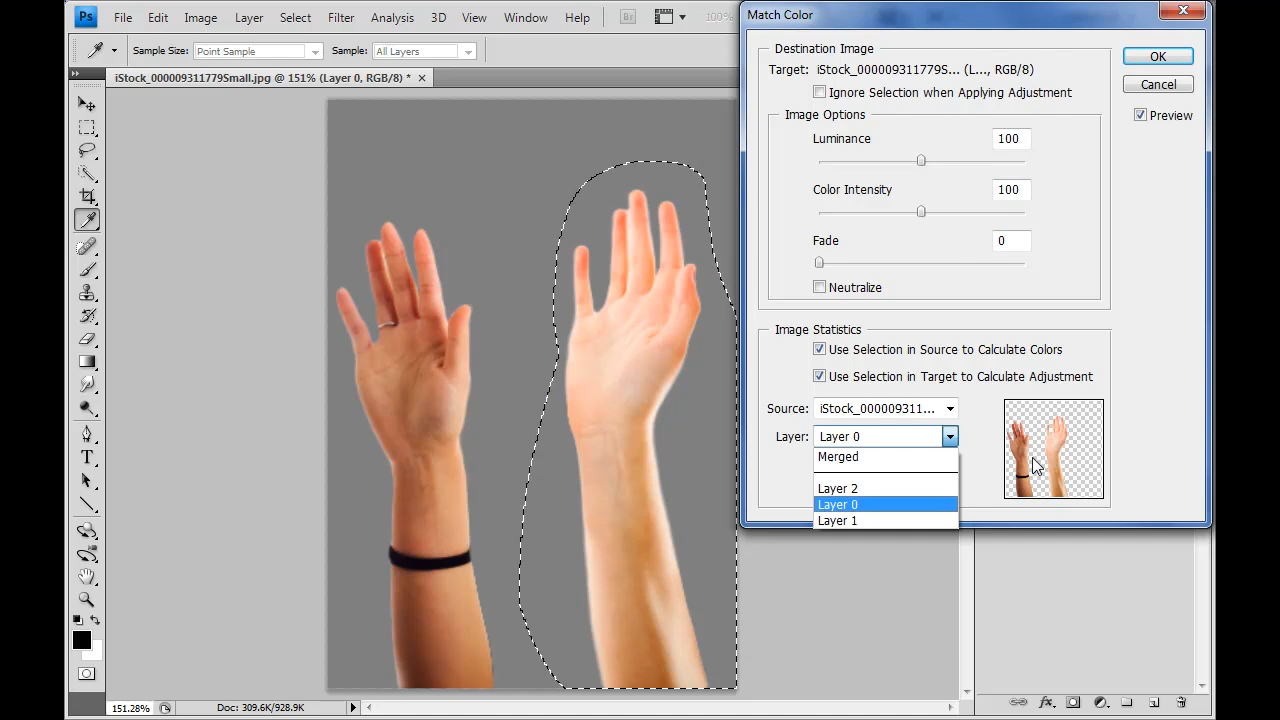 Ps File Edit Image Layer Select Filter Analysis 3D View Window Help Br 100%
Match Color
Sample Size: Point Sample Sample: All Layers
iStock_000009311779Small.jpg @ 151% (Layer 0, RGB/8) *
Destination Image
Target: iStock_000009311779S... (L..., RGB/8)
OK
Ignore Selection when Applying Adjustment
Cancel
Image Options
Preview
Luminance 100
Color Intensity 100
Fade 0
Neutralize
Image Statistics
Use Selection in Source to Calculate Colors
Use Selection in Target to Calculate Adjustment
Source: iStock_000009311...
Layer: Layer 0
Merged
Layer 2
Layer 0
Layer 1
T
151.28% Doc: 309.6K/928.9K
fx